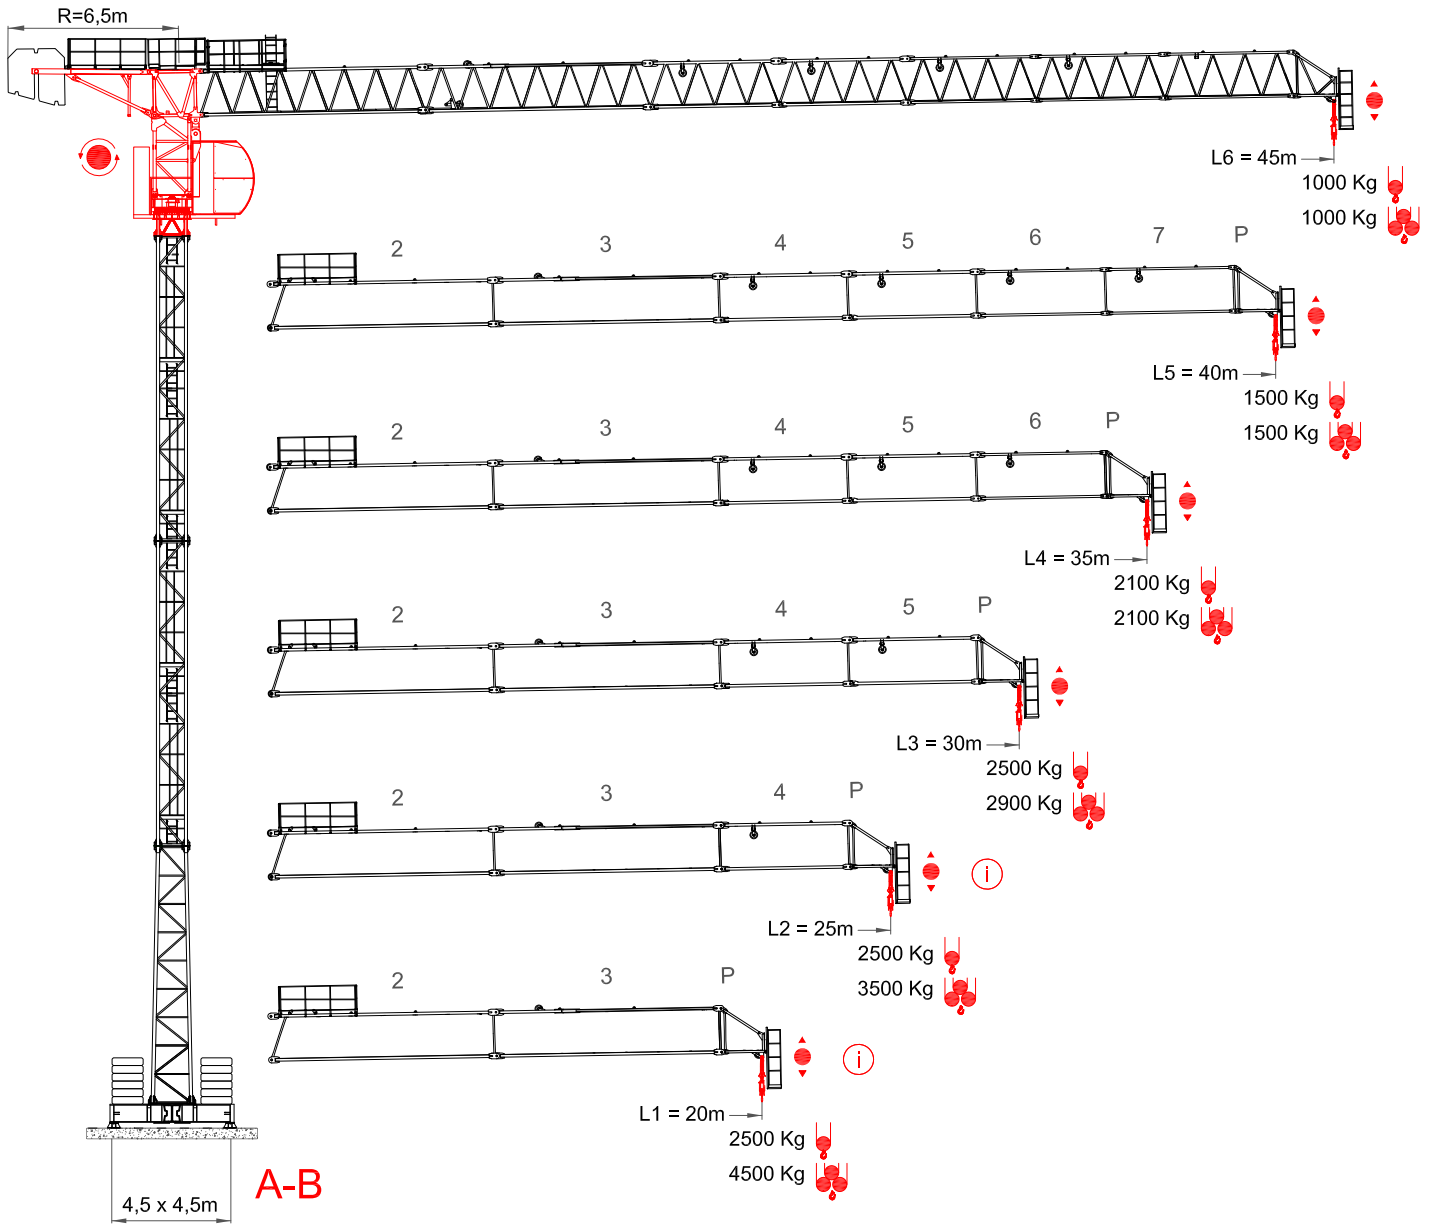 R=6,5m
L6 = 45m
1000 Kg
1000 Kg
2 3 4 5 6 7 P
L5 = 40m
1500 Kg
1500 Kg
2 3 4 5 6 P
L4 = 35m
2100 Kg
2100 Kg
2 3 4 5 P
L3 = 30m
2500 Kg
2900 Kg
2 3 4 P
i
L2 = 25m
2500 Kg
3500 Kg
2 3 P
i
L1 = 20m
2500 Kg
4500 Kg
A-B
4,5 x 4,5m